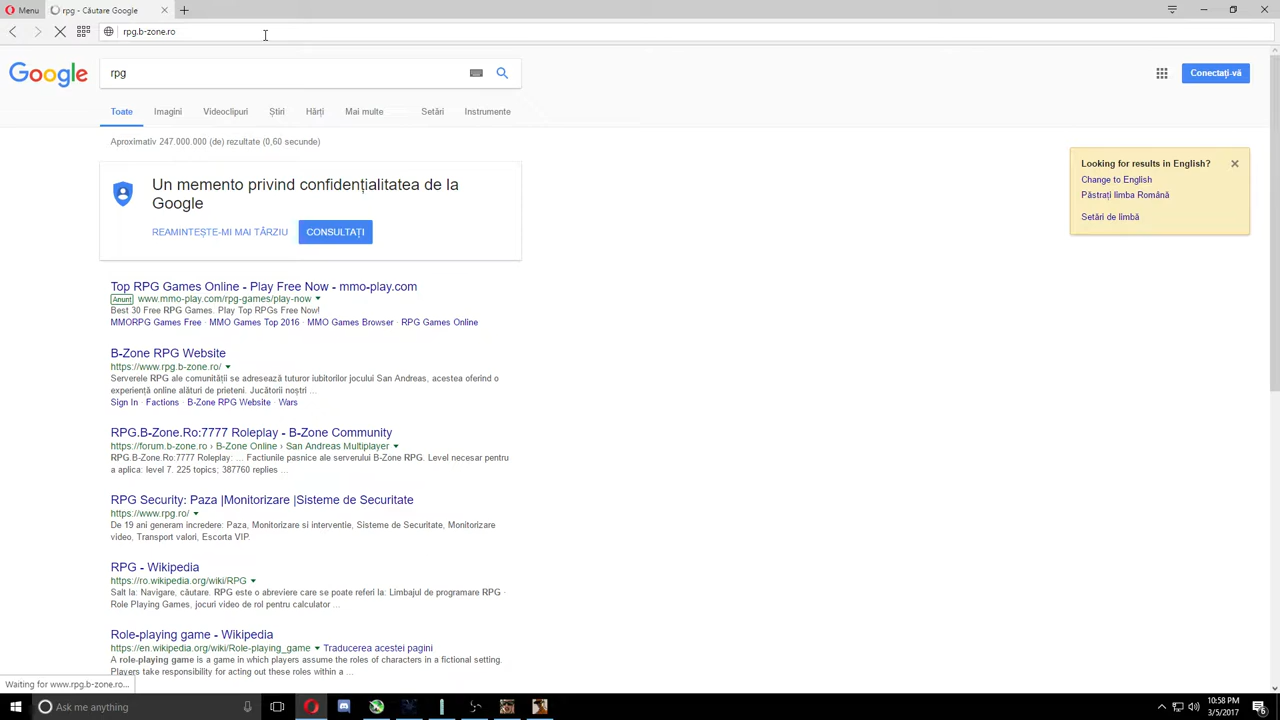 Menu
rpg - Căutare Google
rpg.b-zone.ro
Google
rpg
Conectați-vă
Toate Imagini Videoclipuri Știri Hărți Mai multe Setări Instrumente
Aproximativ 247.000.000 (de) rezultate (0,60 secunde)
Un memento privind confidențialitatea de la
Google
REAMINTEȘTE-MI MAI TÂRZIU CONSULTAȚI
Looking for results in English?
Change to English
Păstrați limba Română
Setări de limbă
Top RPG Games Online - Play Free Now - mmo-play.com
Anunț www.mmo-play.com/rpg-games/play-now
Best 30 Free RPG Games. Play Top RPGs Free Now!
MMORPG Games Free · MMO Games Top 2016 · MMO Games Browser · RPG Games Online
B-Zone RPG Website
https://www.rpg.b-zone.ro/
Serverele RPG ale comunității se adresează tuturor iubitorilor jocului San Andreas, acestea oferind o
experiență online alături de prieteni. Jucătorii noștri ...
Sign In · Factions · B-Zone RPG Website · Wars
RPG.B-Zone.Ro:7777 Roleplay - B-Zone Community
https://forum.b-zone.ro › B-Zone Online › San Andreas Multiplayer
RPG.B-Zone.Ro:7777 Roleplay: ... Factiunile pasnice ale serverului B-Zone RPG. Level necesar pentru
a aplica: level 7. 225 topics; 387760 replies ...
RPG Security: Paza |Monitorizare |Sisteme de Securitate
https://www.rpg.ro/
De 19 ani generam incredere: Paza, Monitorizare si interventie, Sisteme de Securitate, Monitorizare
video, Transport valori, Escorta VIP.
RPG - Wikipedia
https://ro.wikipedia.org/wiki/RPG
Salt la: Navigare, căutare. RPG este o abreviere care se poate referi la: Limbajul de programare RPG ·
Role Playing Games, jocuri video de rol pentru calculator ...
Role-playing game - Wikipedia
https://en.wikipedia.org/wiki/Role-playing_game Traducerea acestei pagini
A role-playing game is a game in which players assume the roles of characters in a fictional setting.
Players take responsibility for acting out these roles within a ...
Waiting for www.rpg.b-zone.ro...
Ask me anything
10:58 PM
3/5/2017
6